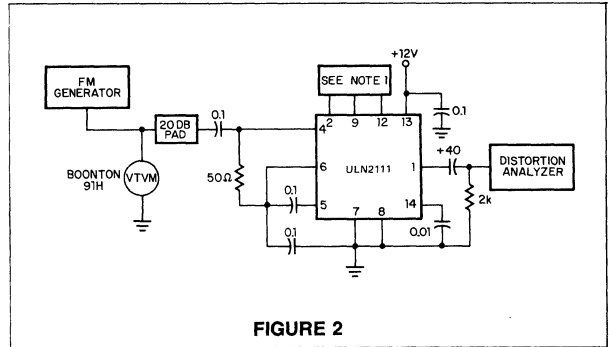 +12V
FM
GENERATOR
SEE NOTE 1
20 DB
PAD
0.1
2
9
12
13
0.1
4
BOONTON
91H
VTVM
50Ω
6
ULN2111
1
+40
DISTORTION
ANALYZER
0.1
5
14
2k
0.1
7
8
0.01
FIGURE 2